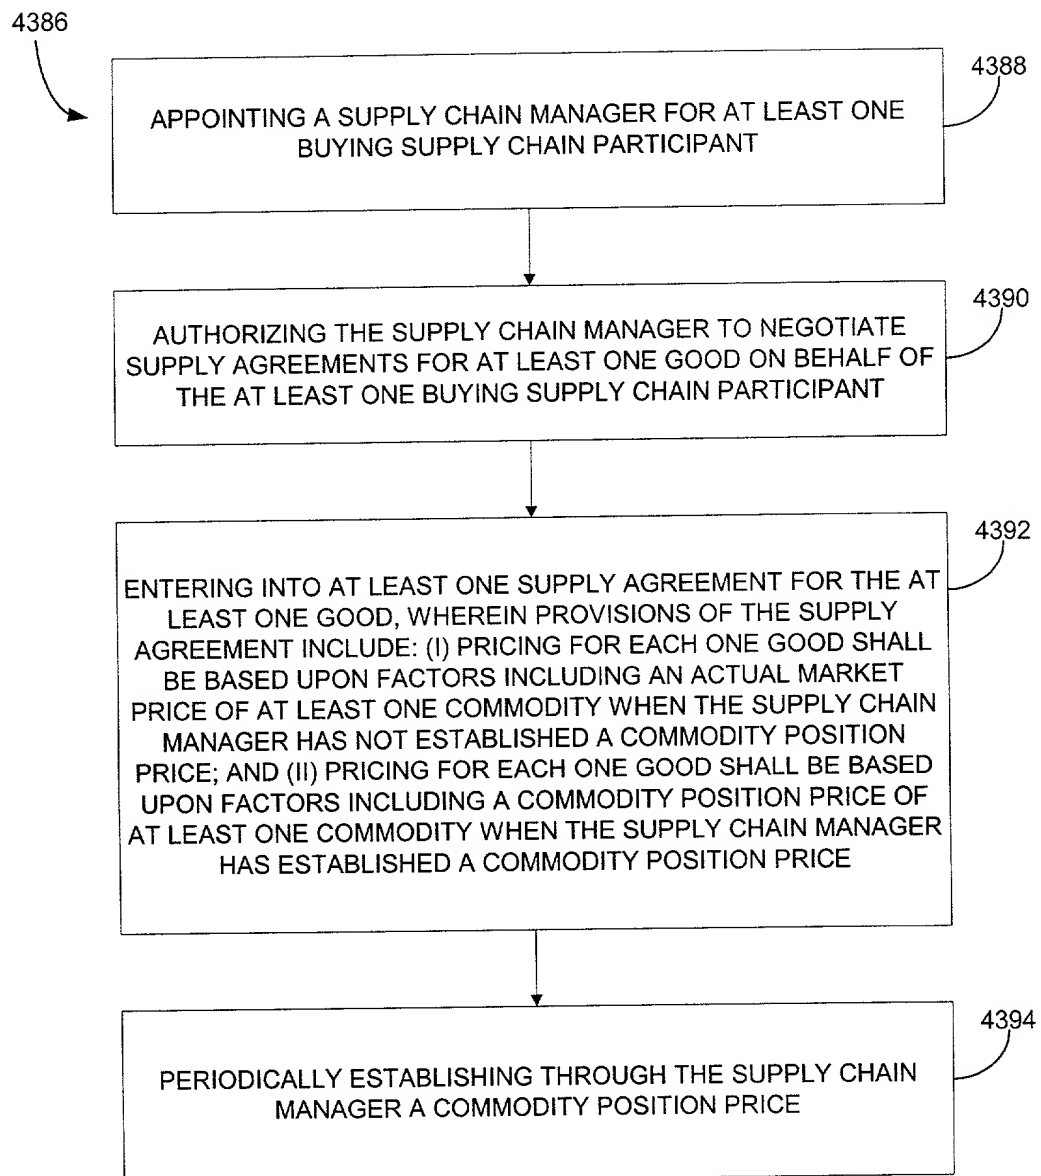 4386
4388
APPOINTING A SUPPLY CHAIN MANAGER FOR AT LEAST ONE
BUYING SUPPLY CHAIN PARTICIPANT
4390
AUTHORIZING THE SUPPLY CHAIN MANAGER TO NEGOTIATE
SUPPLY AGREEMENTS FOR AT LEAST ONE GOOD ON BEHALF OF
THE AT LEAST ONE BUYING SUPPLY CHAIN PARTICIPANT
4392
ENTERING INTO AT LEAST ONE SUPPLY AGREEMENT FOR THE AT
LEAST ONE GOOD, WHEREIN PROVISIONS OF THE SUPPLY
AGREEMENT INCLUDE: (I) PRICING FOR EACH ONE GOOD SHALL
BE BASED UPON FACTORS INCLUDING AN ACTUAL MARKET
PRICE OF AT LEAST ONE COMMODITY WHEN THE SUPPLY CHAIN
MANAGER HAS NOT ESTABLISHED A COMMODITY POSITION
PRICE; AND (II) PRICING FOR EACH ONE GOOD SHALL BE BASED
UPON FACTORS INCLUDING A COMMODITY POSITION PRICE OF
AT LEAST ONE COMMODITY WHEN THE SUPPLY CHAIN MANAGER
HAS ESTABLISHED A COMMODITY POSITION PRICE
4394
PERIODICALLY ESTABLISHING THROUGH THE SUPPLY CHAIN
MANAGER A COMMODITY POSITION PRICE